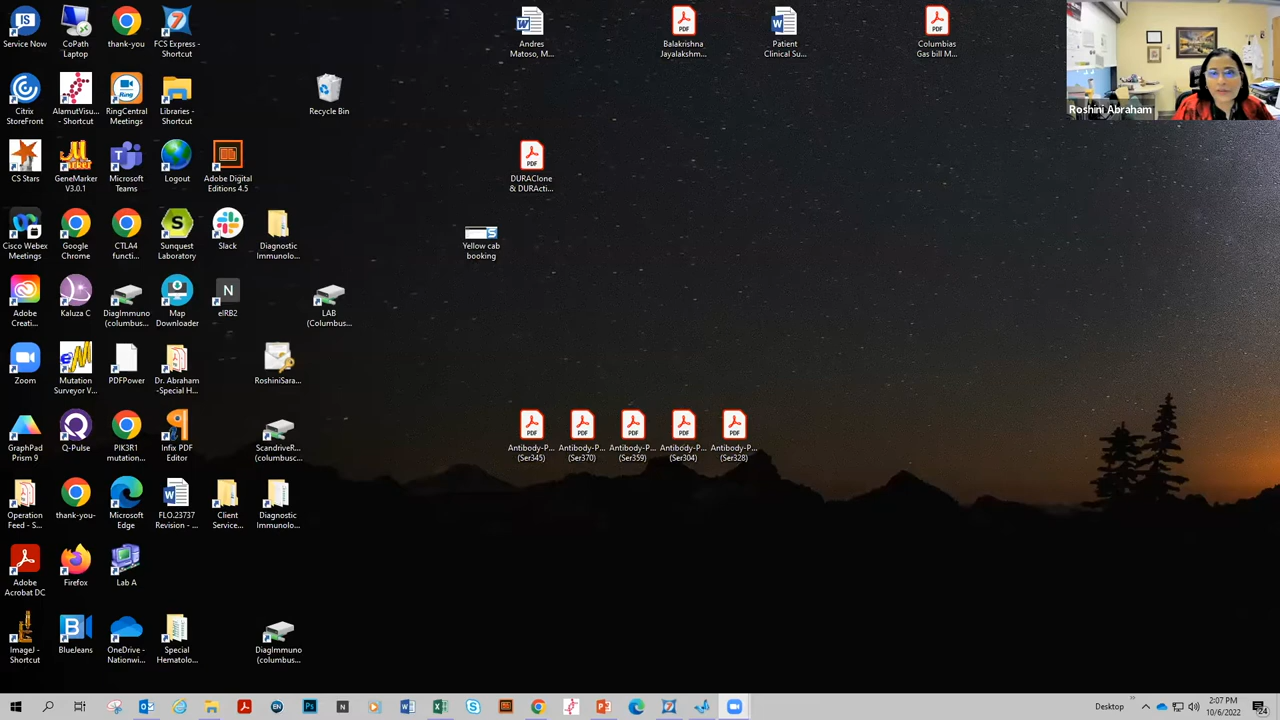 Service Now
CoPath
Laptop
thank-you
FCS Express -
Shortcut
Andres
Matoso, M...
Balakrishna
Jayalakshm...
Patient
Clinical Su...
Columbias
Gas bill M...
Roshini Abraham
Citrix
StoreFront
AlamutVisu...
- Shortcut
RingCentral
Meetings
Libraries -
Shortcut
Recycle Bin
CS Stars
GeneMarker
V3.0.1
Microsoft
Teams
Logout
Adobe Digital
Editions 4.5
DURAClone
& DURActi...
Cisco Webex
Meetings
Google
Chrome
CTLA4
functi...
Sunquest
Laboratory
Slack
Diagnostic
Immunolo...
Yellow cab
booking
Adobe
Creati...
Kaluza C
DiagImmuno
(columbus...
Map
Downloader
eIRB2
LAB
(Columbus...
Zoom
Mutation
Surveyor V...
PDFPower
Dr. Abraham
-Special H...
RoshiniSara...
GraphPad
Prism 9
Q-Pulse
PIK3R1
mutation...
Infix PDF
Editor
ScandriveR...
(columbusc...
Antibody-P...
(Ser345)
Antibody-P...
(Ser370)
Antibody-P...
(Ser359)
Antibody-P...
(Ser304)
Antibody-P...
(Ser328)
Operation
Feed - S...
thank-you-
Microsoft
Edge
FLO.23737
Revision - ...
Client
Service...
Diagnostic
Immunolo...
Adobe
Acrobat DC
Firefox
Lab A
ImageJ -
Shortcut
BlueJeans
OneDrive -
Nationwi...
Special
Hematolo...
DiagImmuno
(columbus...
Desktop
2:07 PM
10/6/2022
24